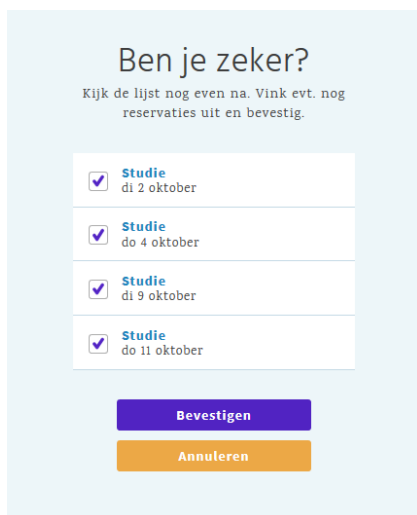 Ben je zeker?
Kijk de lijst nog even na. Vink evt. nog
reservaties uit en bevestig.
Studie
di 2 oktober
Studie
do 4 oktober
Studie
di 9 oktober
Studie
do 11 oktober
Bevestigen
Annuleren